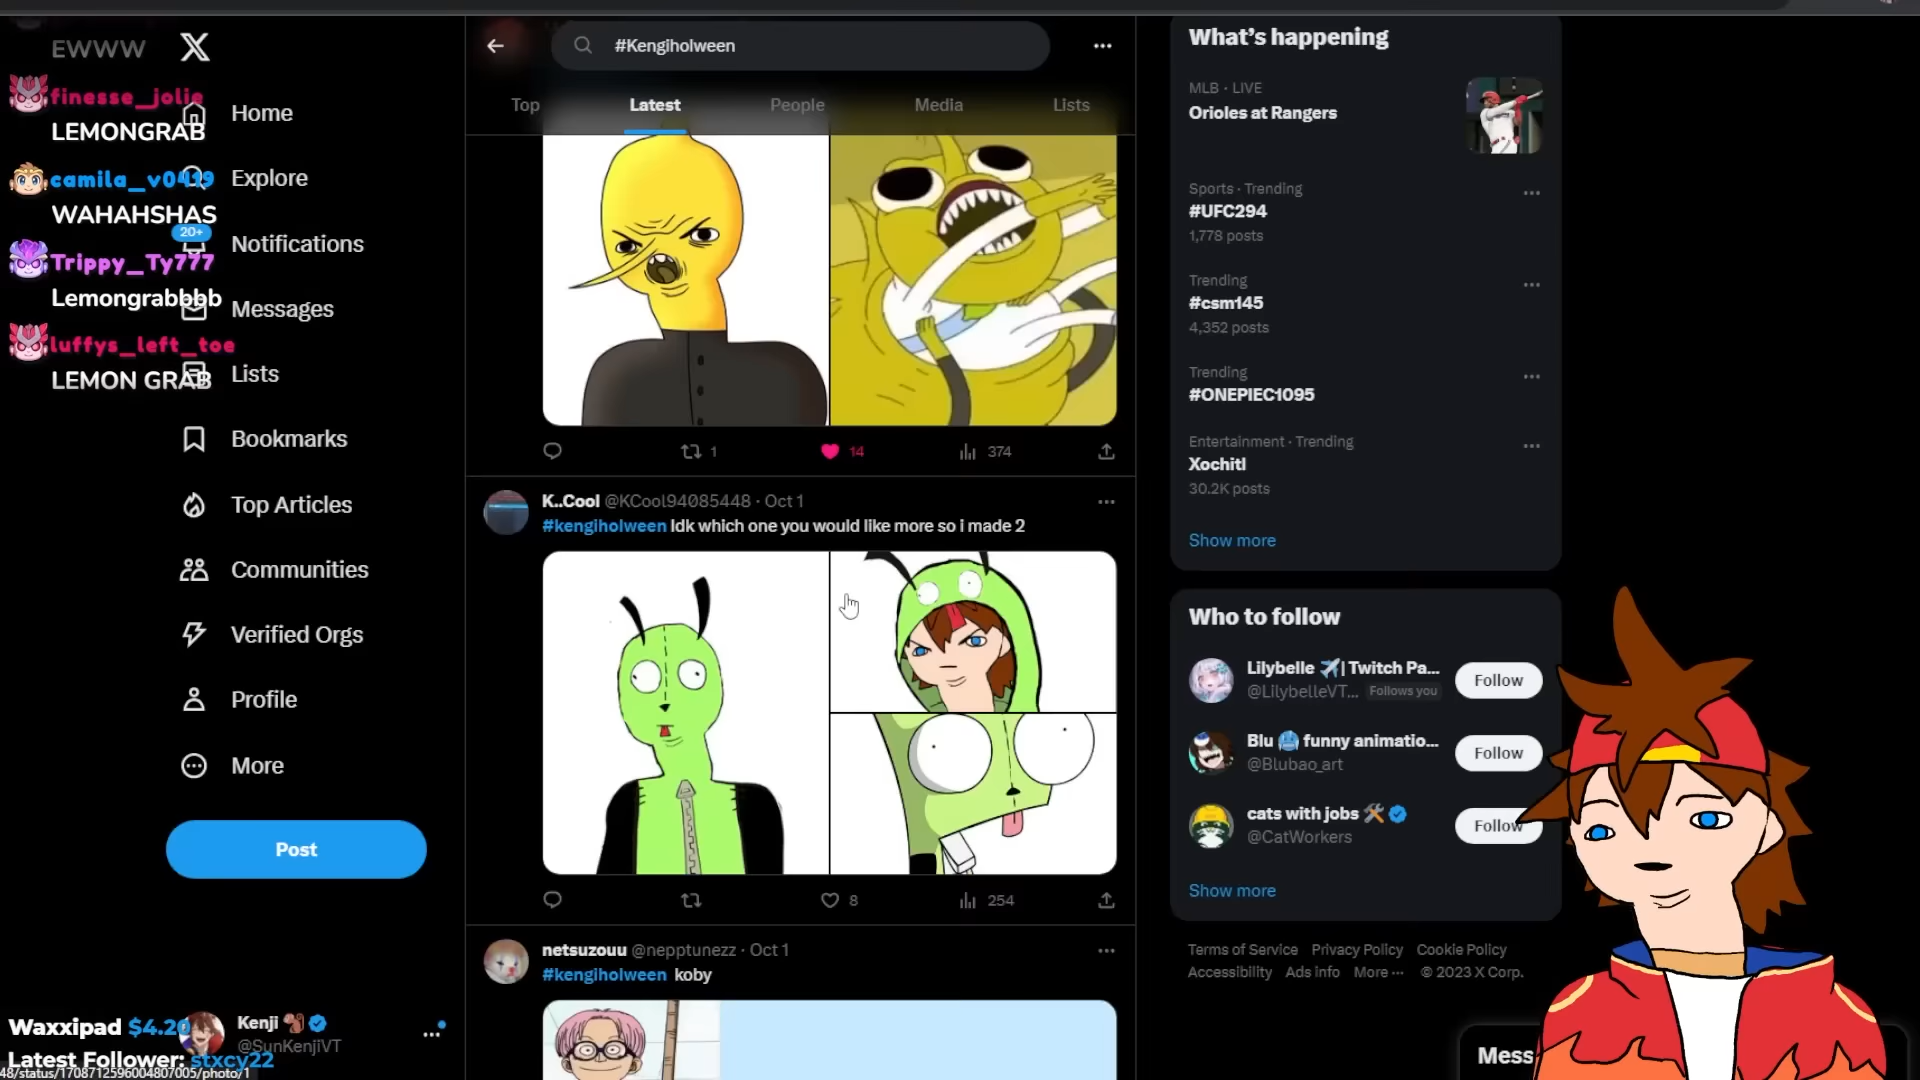 EWWW
finesse_jolie
LEMONGRAB
camila_v0419
WAHAHSHAS
Trippy_Ty777
Lemongrabbbb
luffys_left_toe
LEMON GRAB
Home
Explore
20+
Notifications
Messages
Lists
Bookmarks
Top Articles
Communities
Verified Orgs
Profile
More
Post
Waxxipad $4.20
Kenji
@SunKenjiVT
Latest Follower: stxcy22
48/status/1708712596004807005/photo/1
#Kengiholween
Top
Latest
People
Media
Lists
1
14
374
K..Cool @KCool94085448 · Oct 1
#kengiholween Idk which one you would like more so i made 2
8
254
netsuzouu @nepptunezz · Oct 1
#kengiholween koby
What's happening
MLB · LIVE
Orioles at Rangers
Sports · Trending
#UFC294
1,778 posts
Trending
#csm145
4,352 posts
Trending
#ONEPIEC1095
Entertainment · Trending
Xochitl
30.2K posts
Show more
Who to follow
Lilybelle ✈️| Twitch Pa...
@LilybelleVT... Follows you
Follow
Blu 🥶 funny animatio...
@Blubao_art
Follow
cats with jobs 🛠️
@CatWorkers
Follow
Show more
Terms of Service Privacy Policy Cookie Policy
Accessibility Ads info More ··· © 2023 X Corp.
Mess